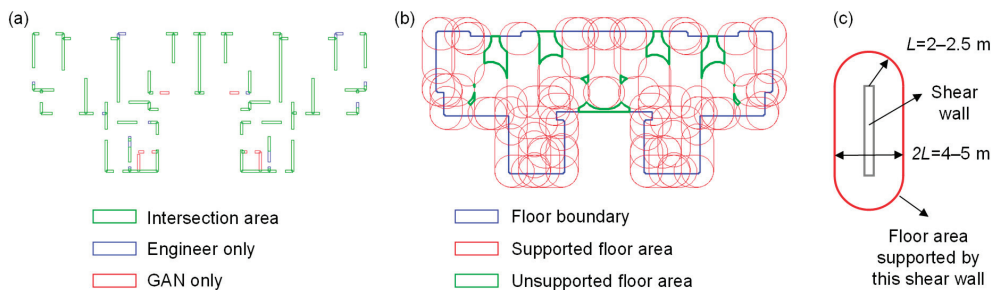 (a)
Intersection area
Engineer only
GAN only
(b)
Floor boundary
Supported floor area
Unsupported floor area
(c)
L=2–2.5 m
Shear
wall
2L=4–5 m
Floor area
supported by
this shear wall